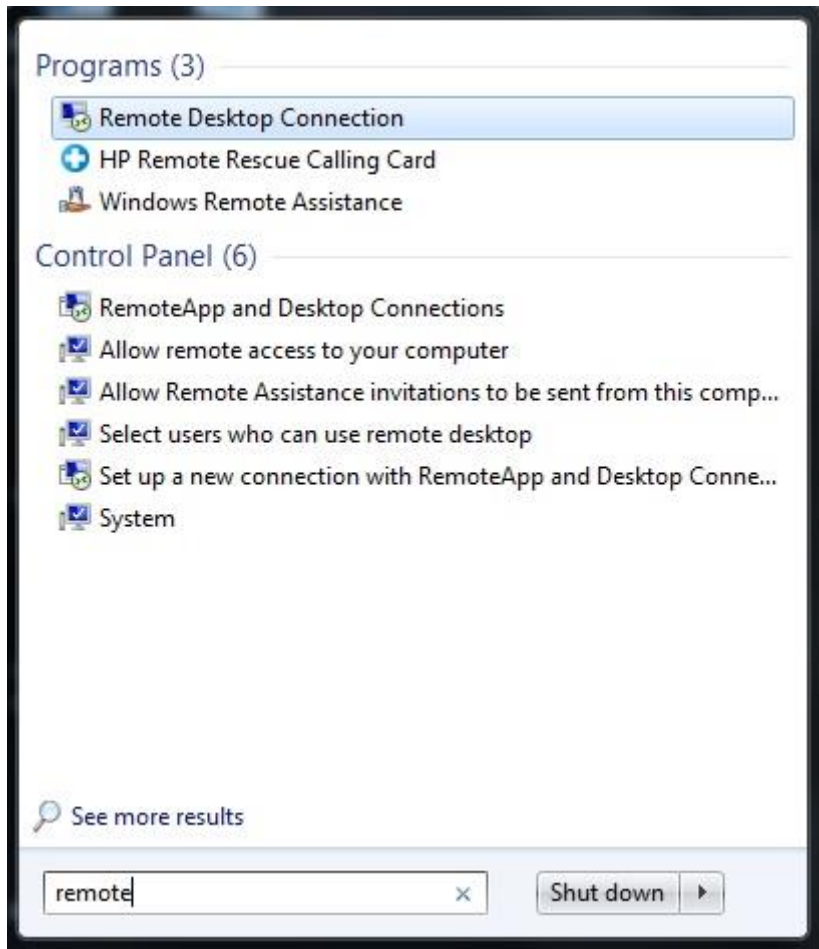 Programs (3)
Remote Desktop Connection
HP Remote Rescue Calling Card
Windows Remote Assistance
Control Panel (6)
RemoteApp and Desktop Connections
Allow remote access to your computer
Allow Remote Assistance invitations to be sent from this comp...
Select users who can use remote desktop
Set up a new connection with RemoteApp and Desktop Conne...
System
See more results
remote Shut down